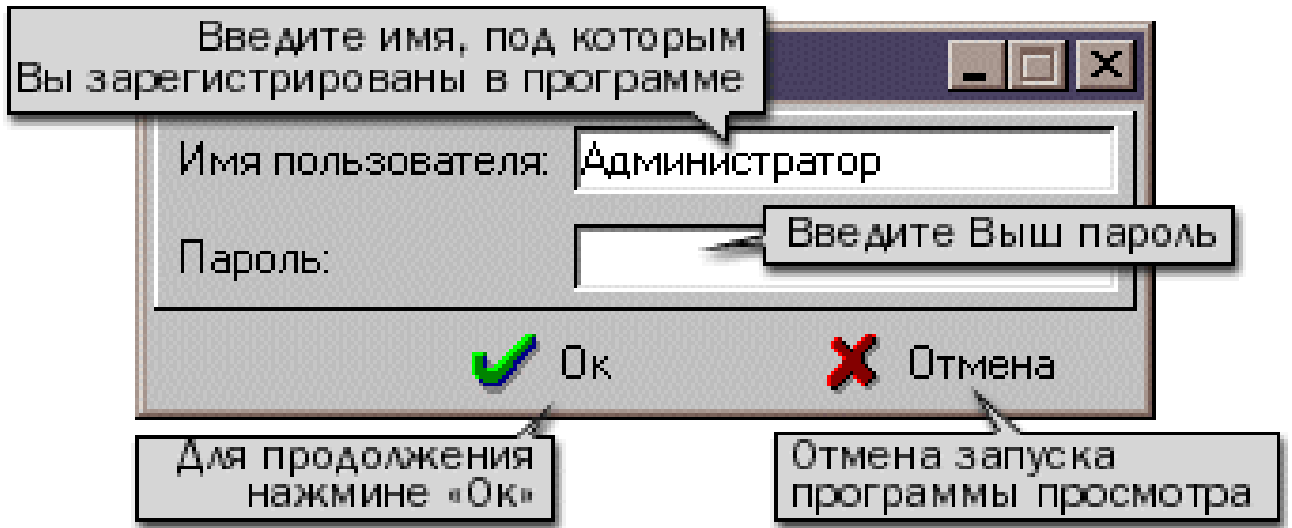 Введите имя, под которым
Вы зарегистрированы в программе
Имя пользователя: Администратор
Пароль:
Введите Выш пароль
Ок
Отмена
Для продолжения
нажмине «Ок»
Отмена запуска
программы просмотра